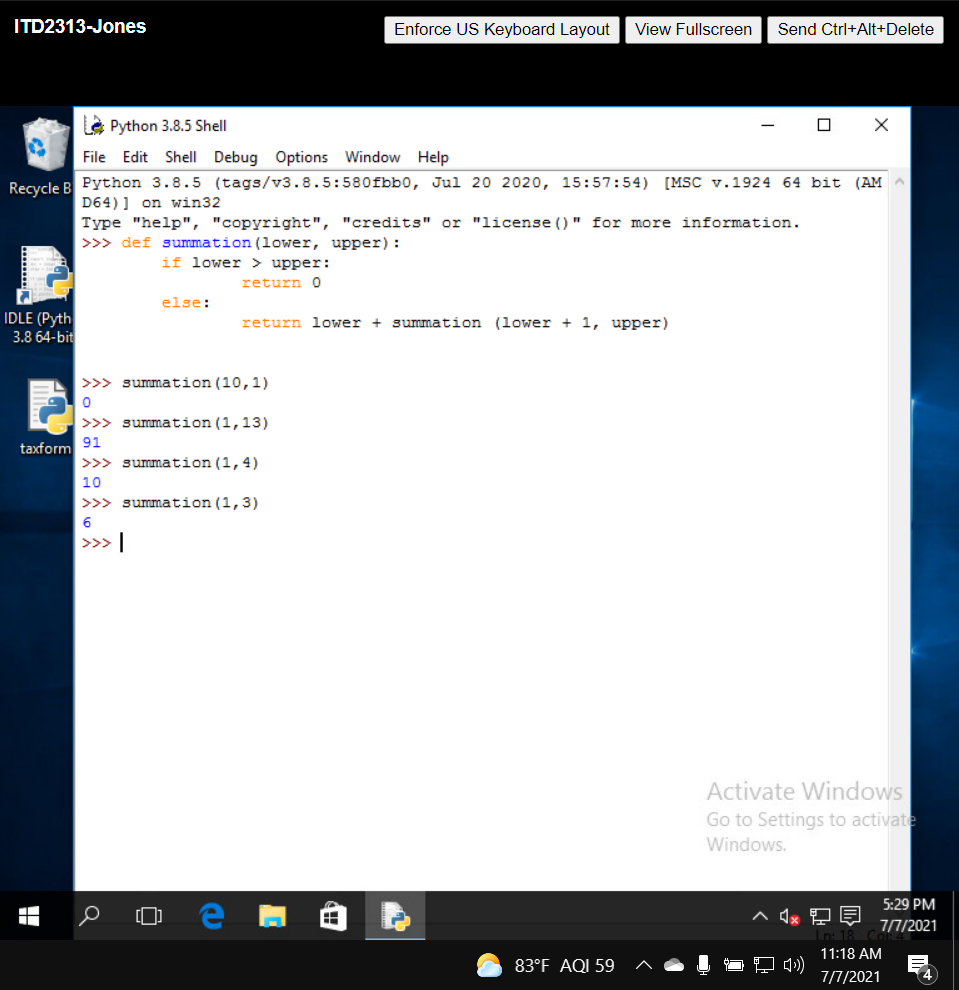 ITD2313-Jones
Enforce US Keyboard Layout
View Fullscreen
Send Ctrl+Alt+Delete
Recycle B
IDLE (Pyth
3.8 64-bit
taxform
Python 3.8.5 Shell
File Edit Shell Debug Options Window Help
Python 3.8.5 (tags/v3.8.5:580fbb0, Jul 20 2020, 15:57:54) [MSC v.1924 64 bit (AM
D64)] on win32
Type "help", "copyright", "credits" or "license()" for more information.
>>> def summation(lower, upper):
        if lower > upper:
                return 0
        else:
                return lower + summation (lower + 1, upper)
>>> summation(10,1)
0
>>> summation(1,13)
91
>>> summation(1,4)
10
>>> summation(1,3)
6
>>>
Activate Windows
Go to Settings to activate
Windows.
5:29 PM
7/7/2021
Ln: 18 Col: 4
83°F AQI 59
11:18 AM
7/7/2021
4